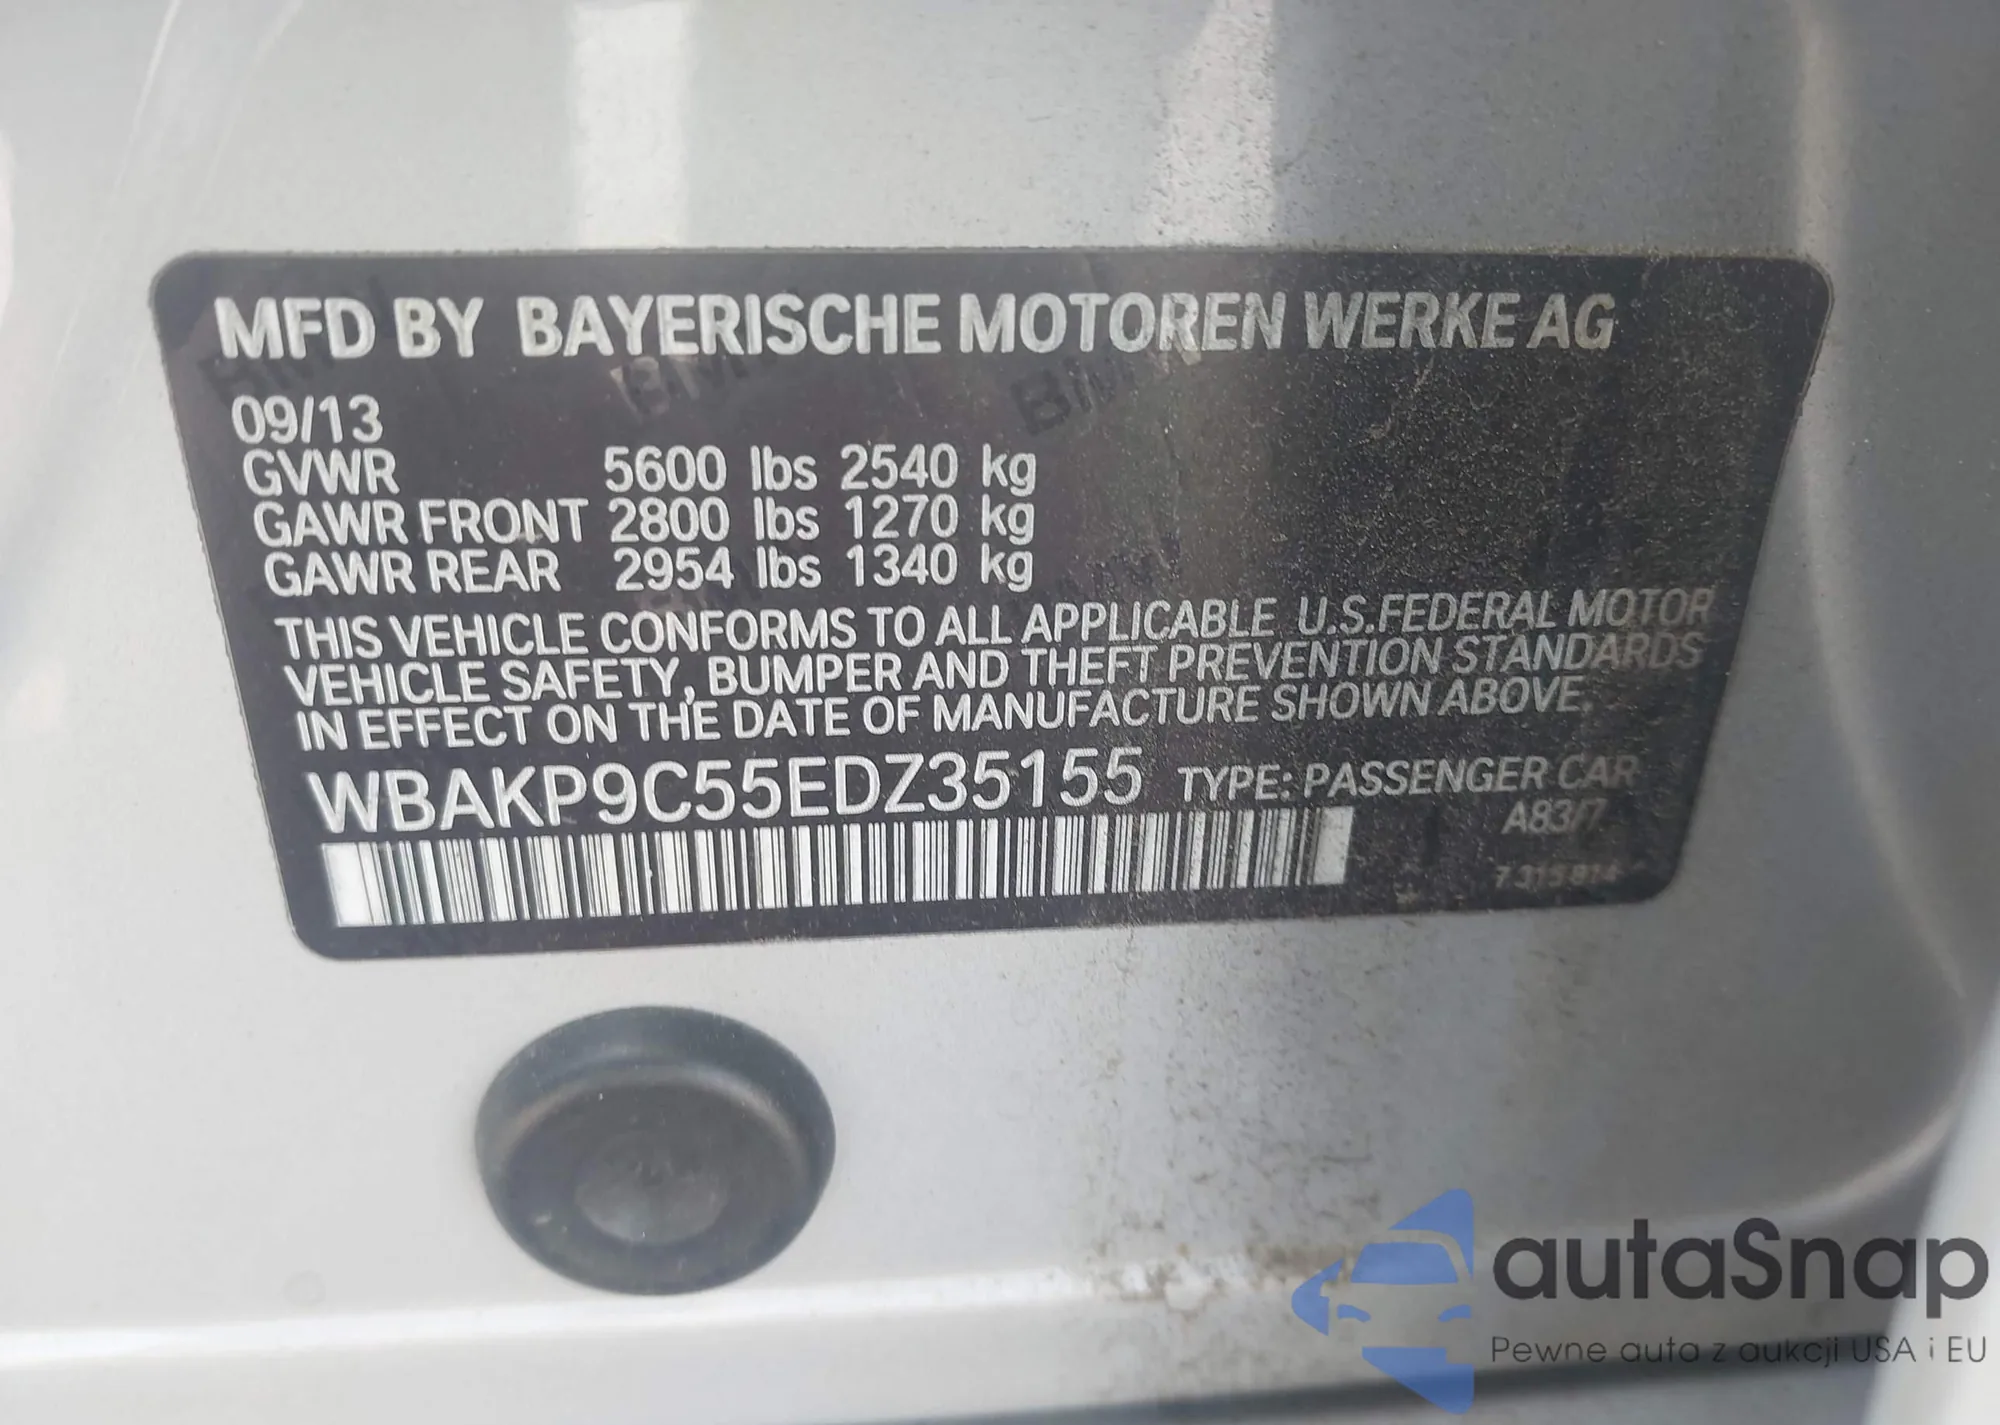 MFD BY BAYERISCHE MOTOREN WERKE AG
09/13
GVWR 5600 lbs 2540 kg
GAWR FRONT 2800 lbs 1270 kg
GAWR REAR 2954 lbs 1340 kg
THIS VEHICLE CONFORMS TO ALL APPLICABLE U.S.FEDERAL MOTOR
VEHICLE SAFETY, BUMPER AND THEFT PREVENTION STANDARDS
IN EFFECT ON THE DATE OF MANUFACTURE SHOWN ABOVE.
WBAKP9C55EDZ35155 TYPE: PASSENGER CAR
A83/7
7315814
autaSnap
Pewne auta z aukcji USA i EU